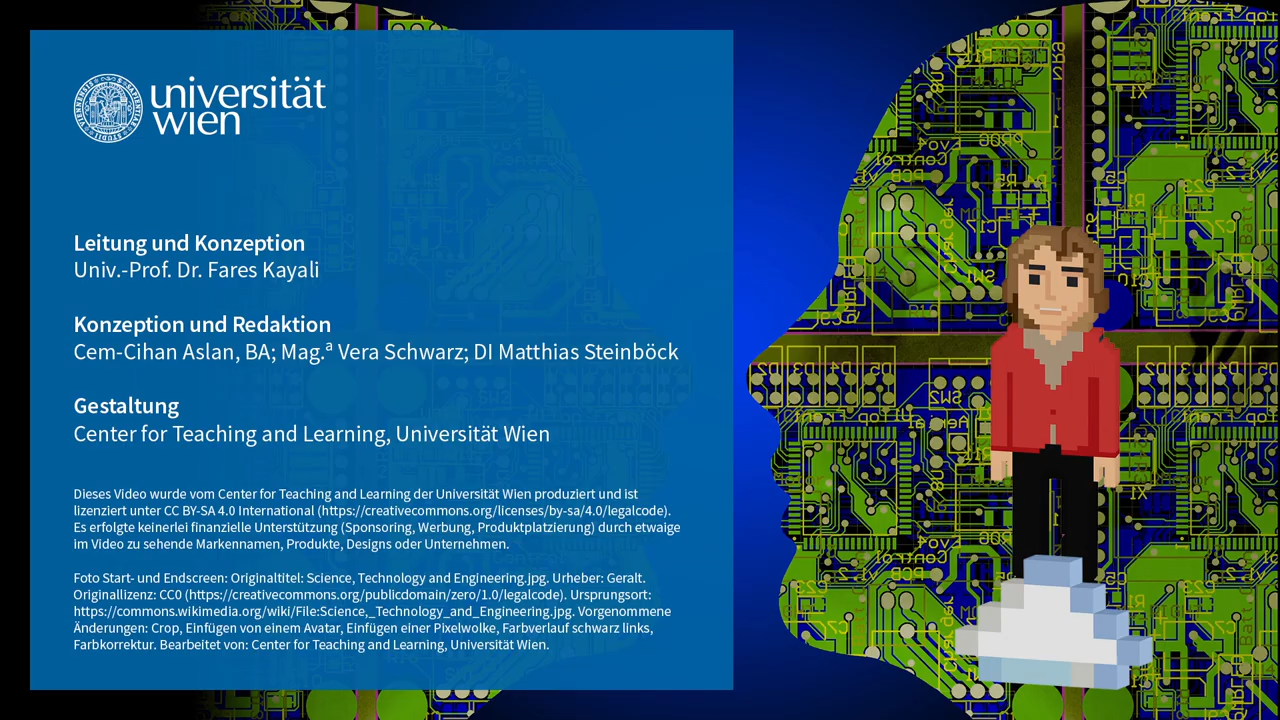 universität
wien
Leitung und Konzeption
Univ.-Prof. Dr. Fares Kayali
Konzeption und Redaktion
Cem-Cihan Aslan, BA; Mag.ª Vera Schwarz; DI Matthias Steinböck
Gestaltung
Center for Teaching and Learning, Universität Wien
Dieses Video wurde vom Center for Teaching and Learning der Universität Wien produziert und ist
lizenziert unter CC BY-SA 4.0 International (https://creativecommons.org/licenses/by-sa/4.0/legalcode).
Es erfolgte keinerlei finanzielle Unterstützung (Sponsoring, Werbung, Produktplatzierung) durch etwaige
im Video zu sehende Markennamen, Produkte, Designs oder Unternehmen.
Foto Start- und Endscreen: Originaltitel: Science, Technology and Engineering.jpg. Urheber: Geralt.
Originallizenz: CC0 (https://creativecommons.org/publicdomain/zero/1.0/legalcode). Ursprungsort:
https://commons.wikimedia.org/wiki/File:Science,_Technology_and_Engineering.jpg. Vorgenommene
Änderungen: Crop, Einfügen von einem Avatar, Einfügen einer Pixelwolke, Farbverlauf schwarz links,
Farbkorrektur. Bearbeitet von: Center for Teaching and Learning, Universität Wien.